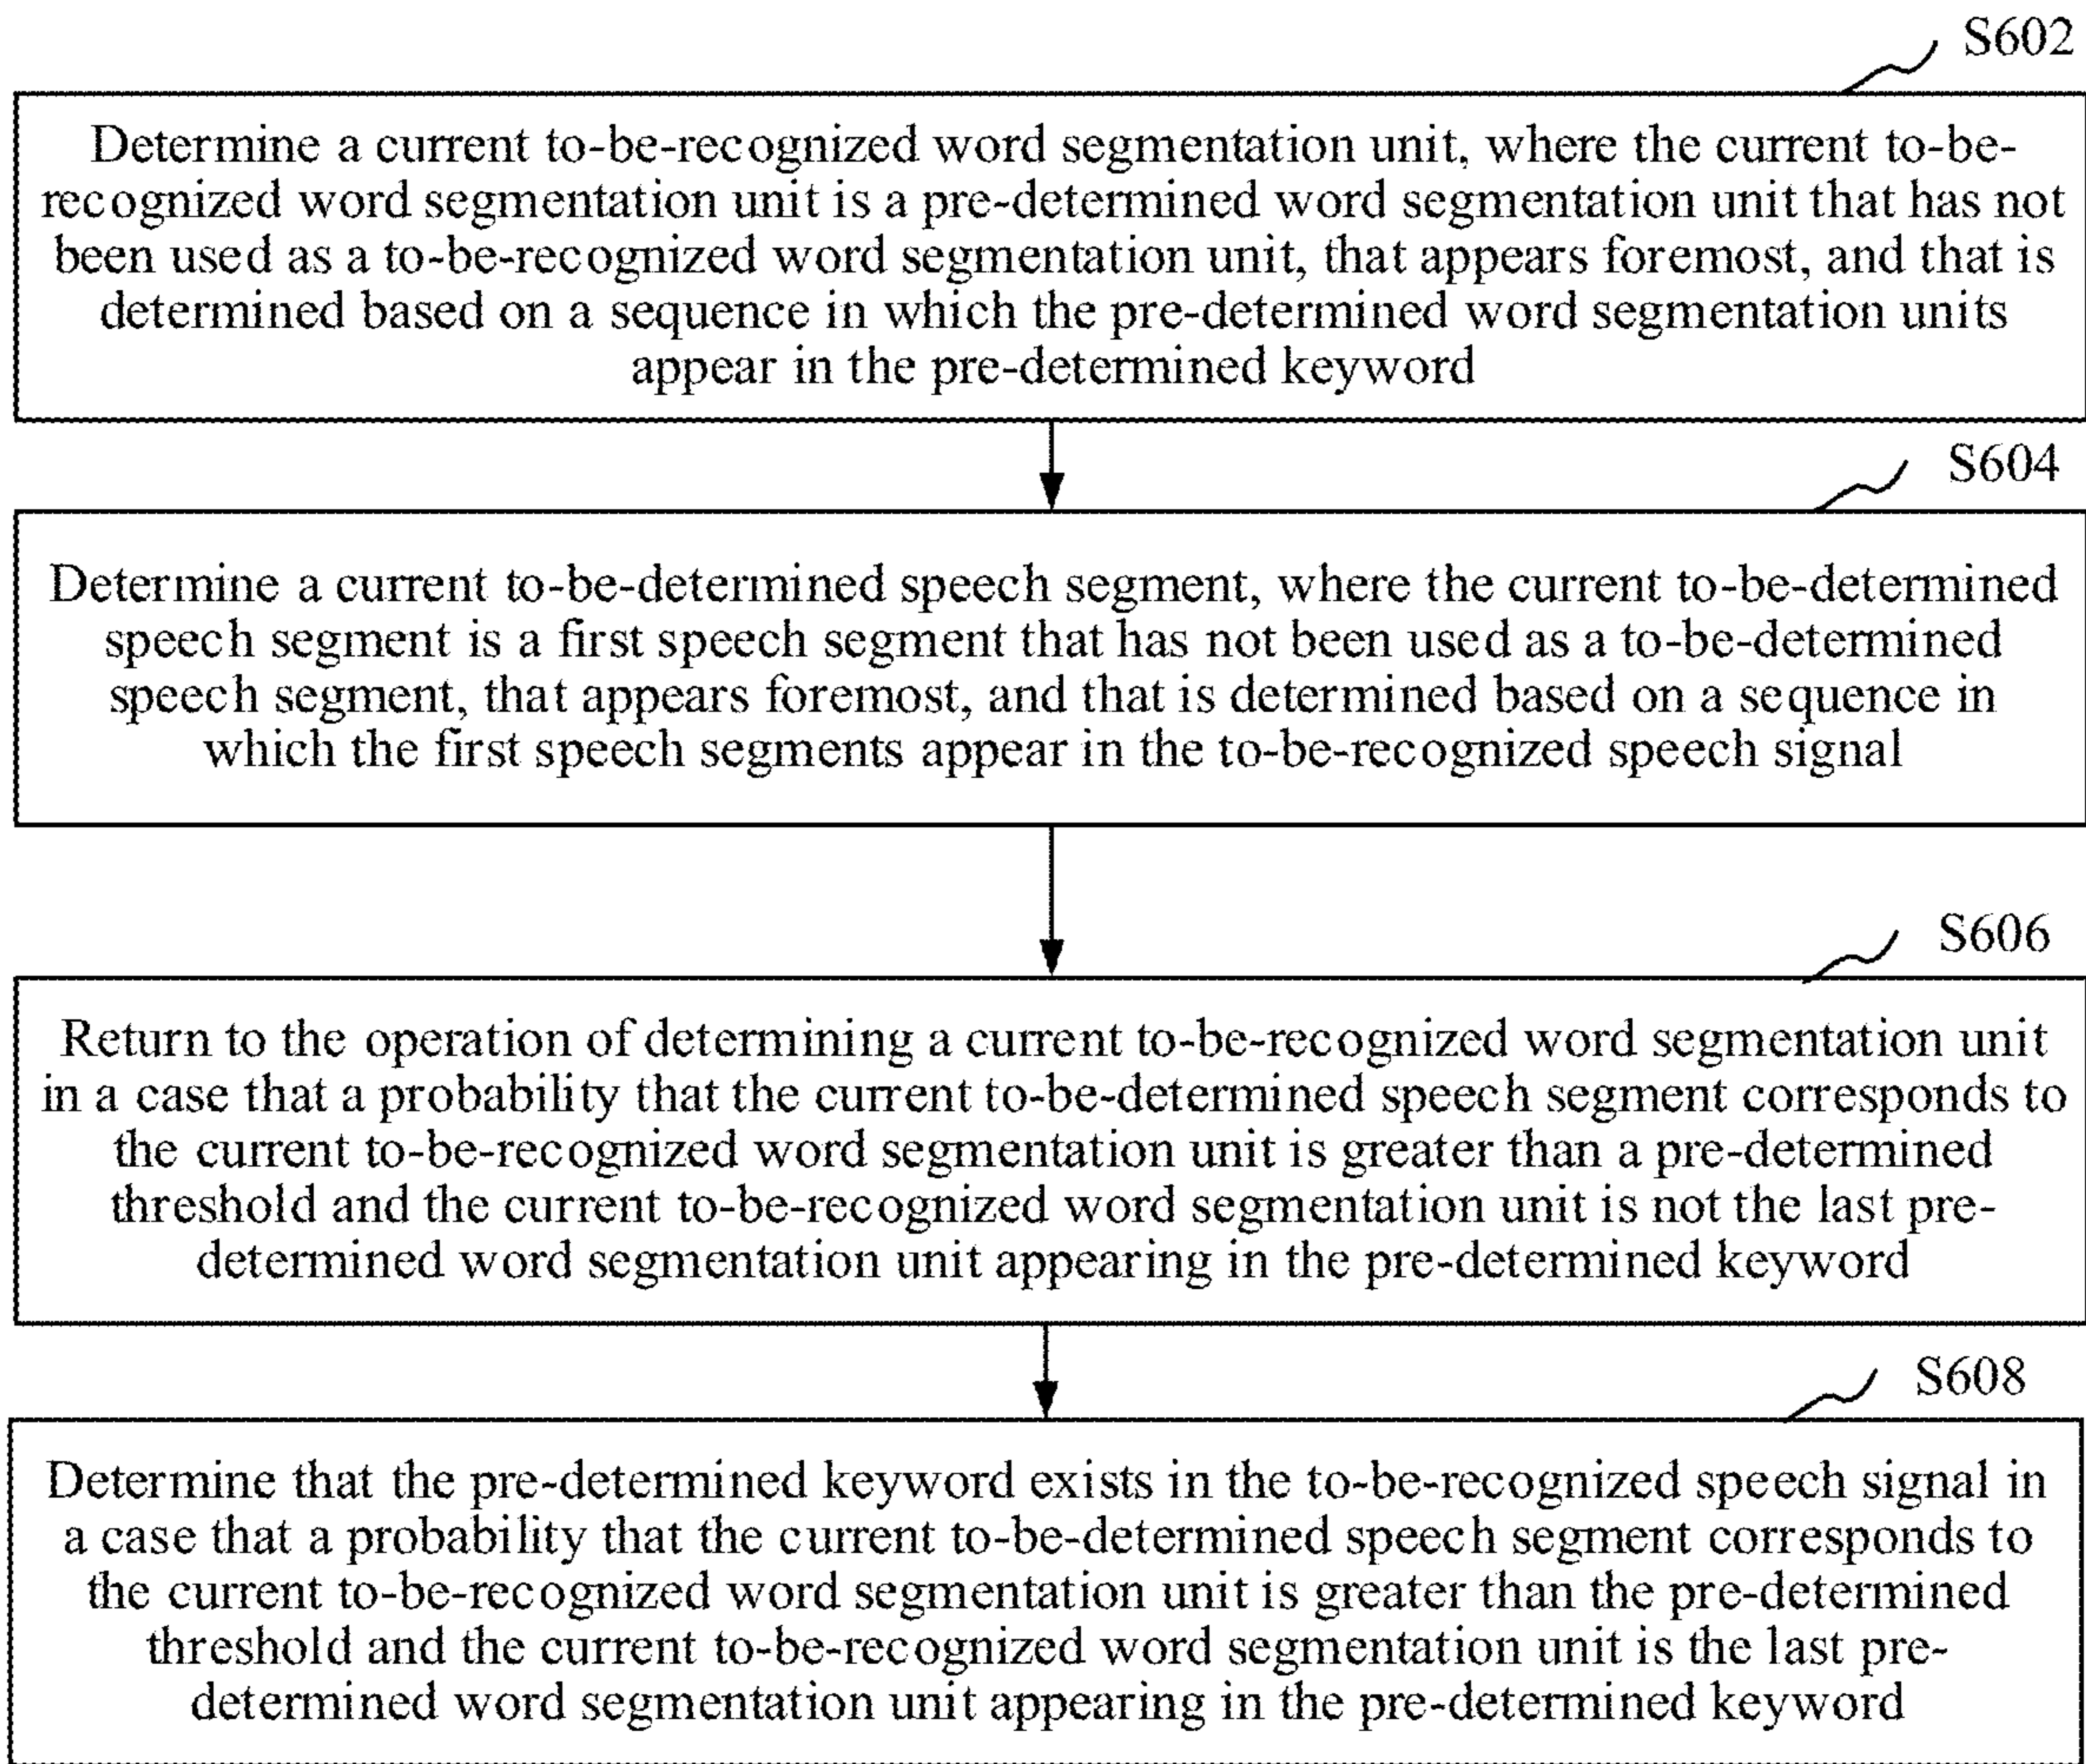 S602
Determine a current to-be-recognized word segmentation unit, where the current to-be-
recognized word segmentation unit is a pre-determined word segmentation unit that has not
been used as a to-be-recognized word segmentation unit, that appears foremost, and that is
determined based on a sequence in which the pre-determined word segmentation units
appear in the pre-determined keyword
S604
Determine a current to-be-determined speech segment, where the current to-be-determined
speech segment is a first speech segment that has not been used as a to-be-determined
speech segment, that appears foremost, and that is determined based on a sequence in
which the first speech segments appear in the to-be-recognized speech signal
S606
Return to the operation of determining a current to-be-recognized word segmentation unit
in a case that a probability that the current to-be-determined speech segment corresponds to
the current to-be-recognized word segmentation unit is greater than a pre-determined
threshold and the current to-be-recognized word segmentation unit is not the last pre-
determined word segmentation unit appearing in the pre-determined keyword
S608
Determine that the pre-determined keyword exists in the to-be-recognized speech signal in
a case that a probability that the current to-be-determined speech segment corresponds to
the current to-be-recognized word segmentation unit is greater than the pre-determined
threshold and the current to-be-recognized word segmentation unit is the last pre-
determined word segmentation unit appearing in the pre-determined keyword